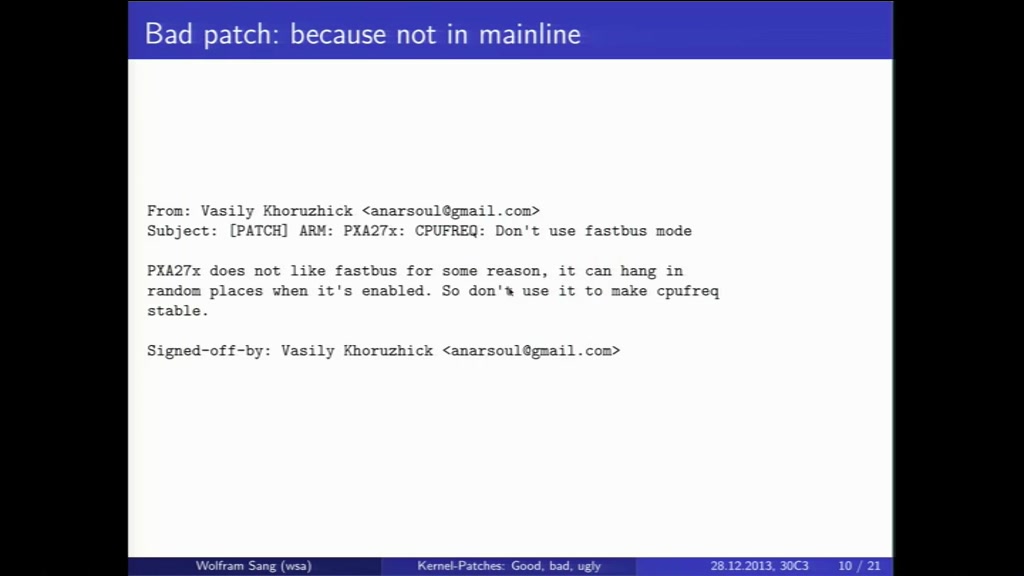 Bad patch: because not in mainline
From: Vasily Khoruzhick <anarsoul@gmail.com>
Subject: [PATCH] ARM: PXA27x: CPUFREQ: Don't use fastbus mode
PXA27x does not like fastbus for some reason, it can hang in
random places when it's enabled. So don't use it to make cpufreq
stable.
Signed-off-by: Vasily Khoruzhick <anarsoul@gmail.com>
Wolfram Sang (wsa) Kernel-Patches: Good, bad, ugly 28.12.2013, 30C3 10 / 21